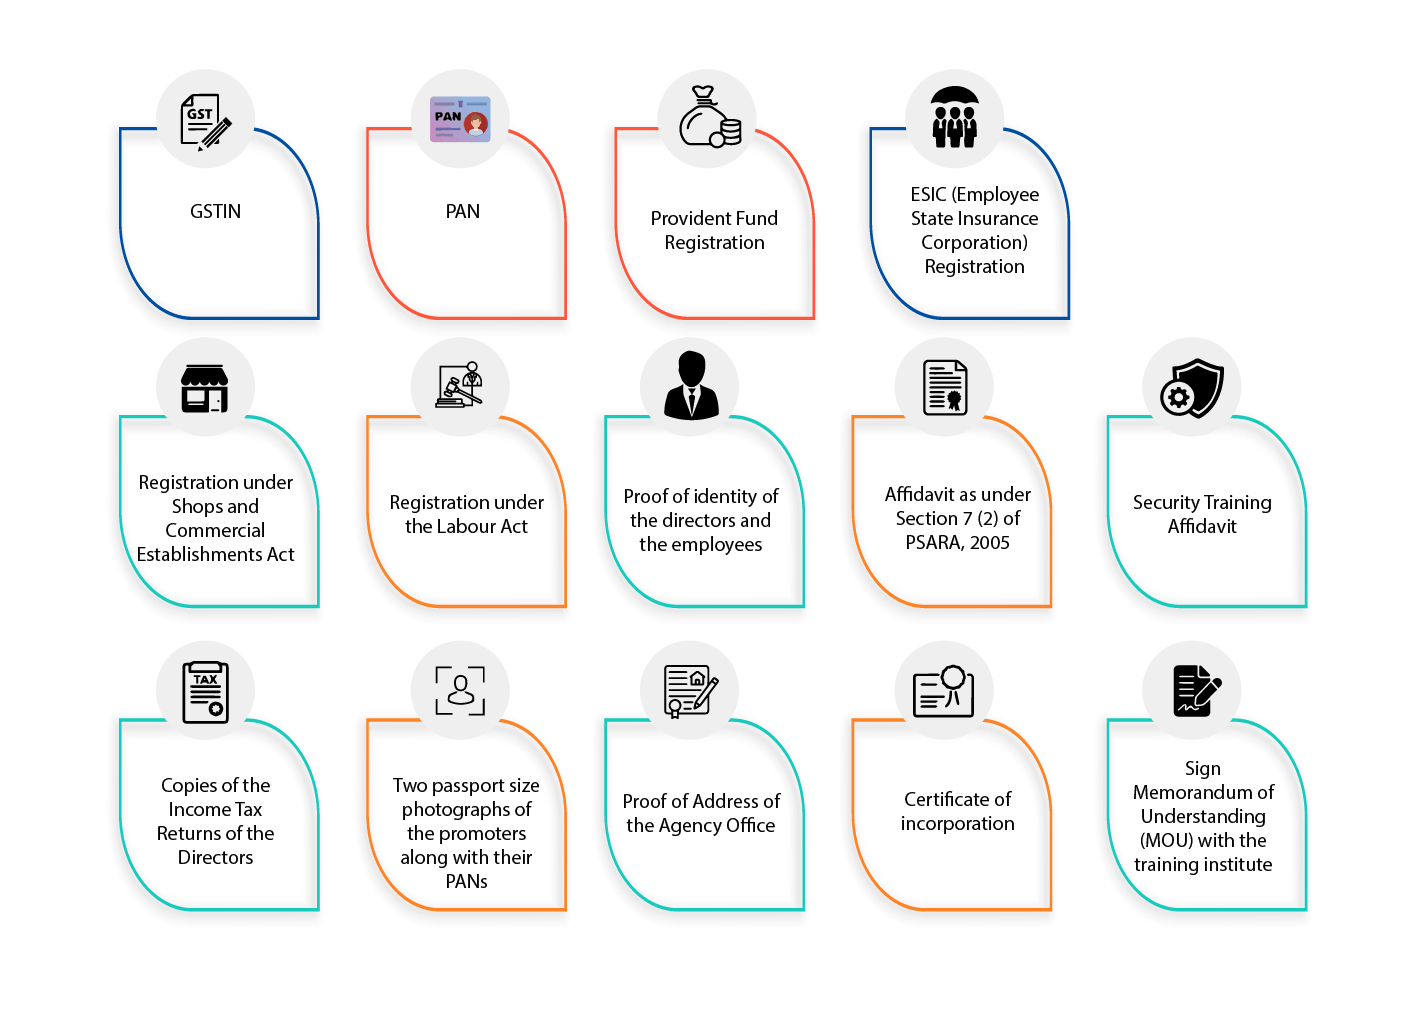 GST
GSTIN
PAN
PAN
Provident Fund
Registration
ESIC (Employee
State Insurance
Corporation)
Registration
Registration under
Shops and
Commercial
Establishments Act
Registration under
the Labour Act
Proof of identity of
the directors and
the employees
Affidavit as under
Section 7 (2) of
PSARA, 2005
Security Training
Affidavit
TAX
Copies of the
Income Tax
Returns of the
Directors
Two passport size
photographs of
the promoters
along with their
PANs
Proof of Address of
the Agency Office
Certificate of
incorporation
Sign
Memorandum of
Understanding
(MOU) with the
training institute